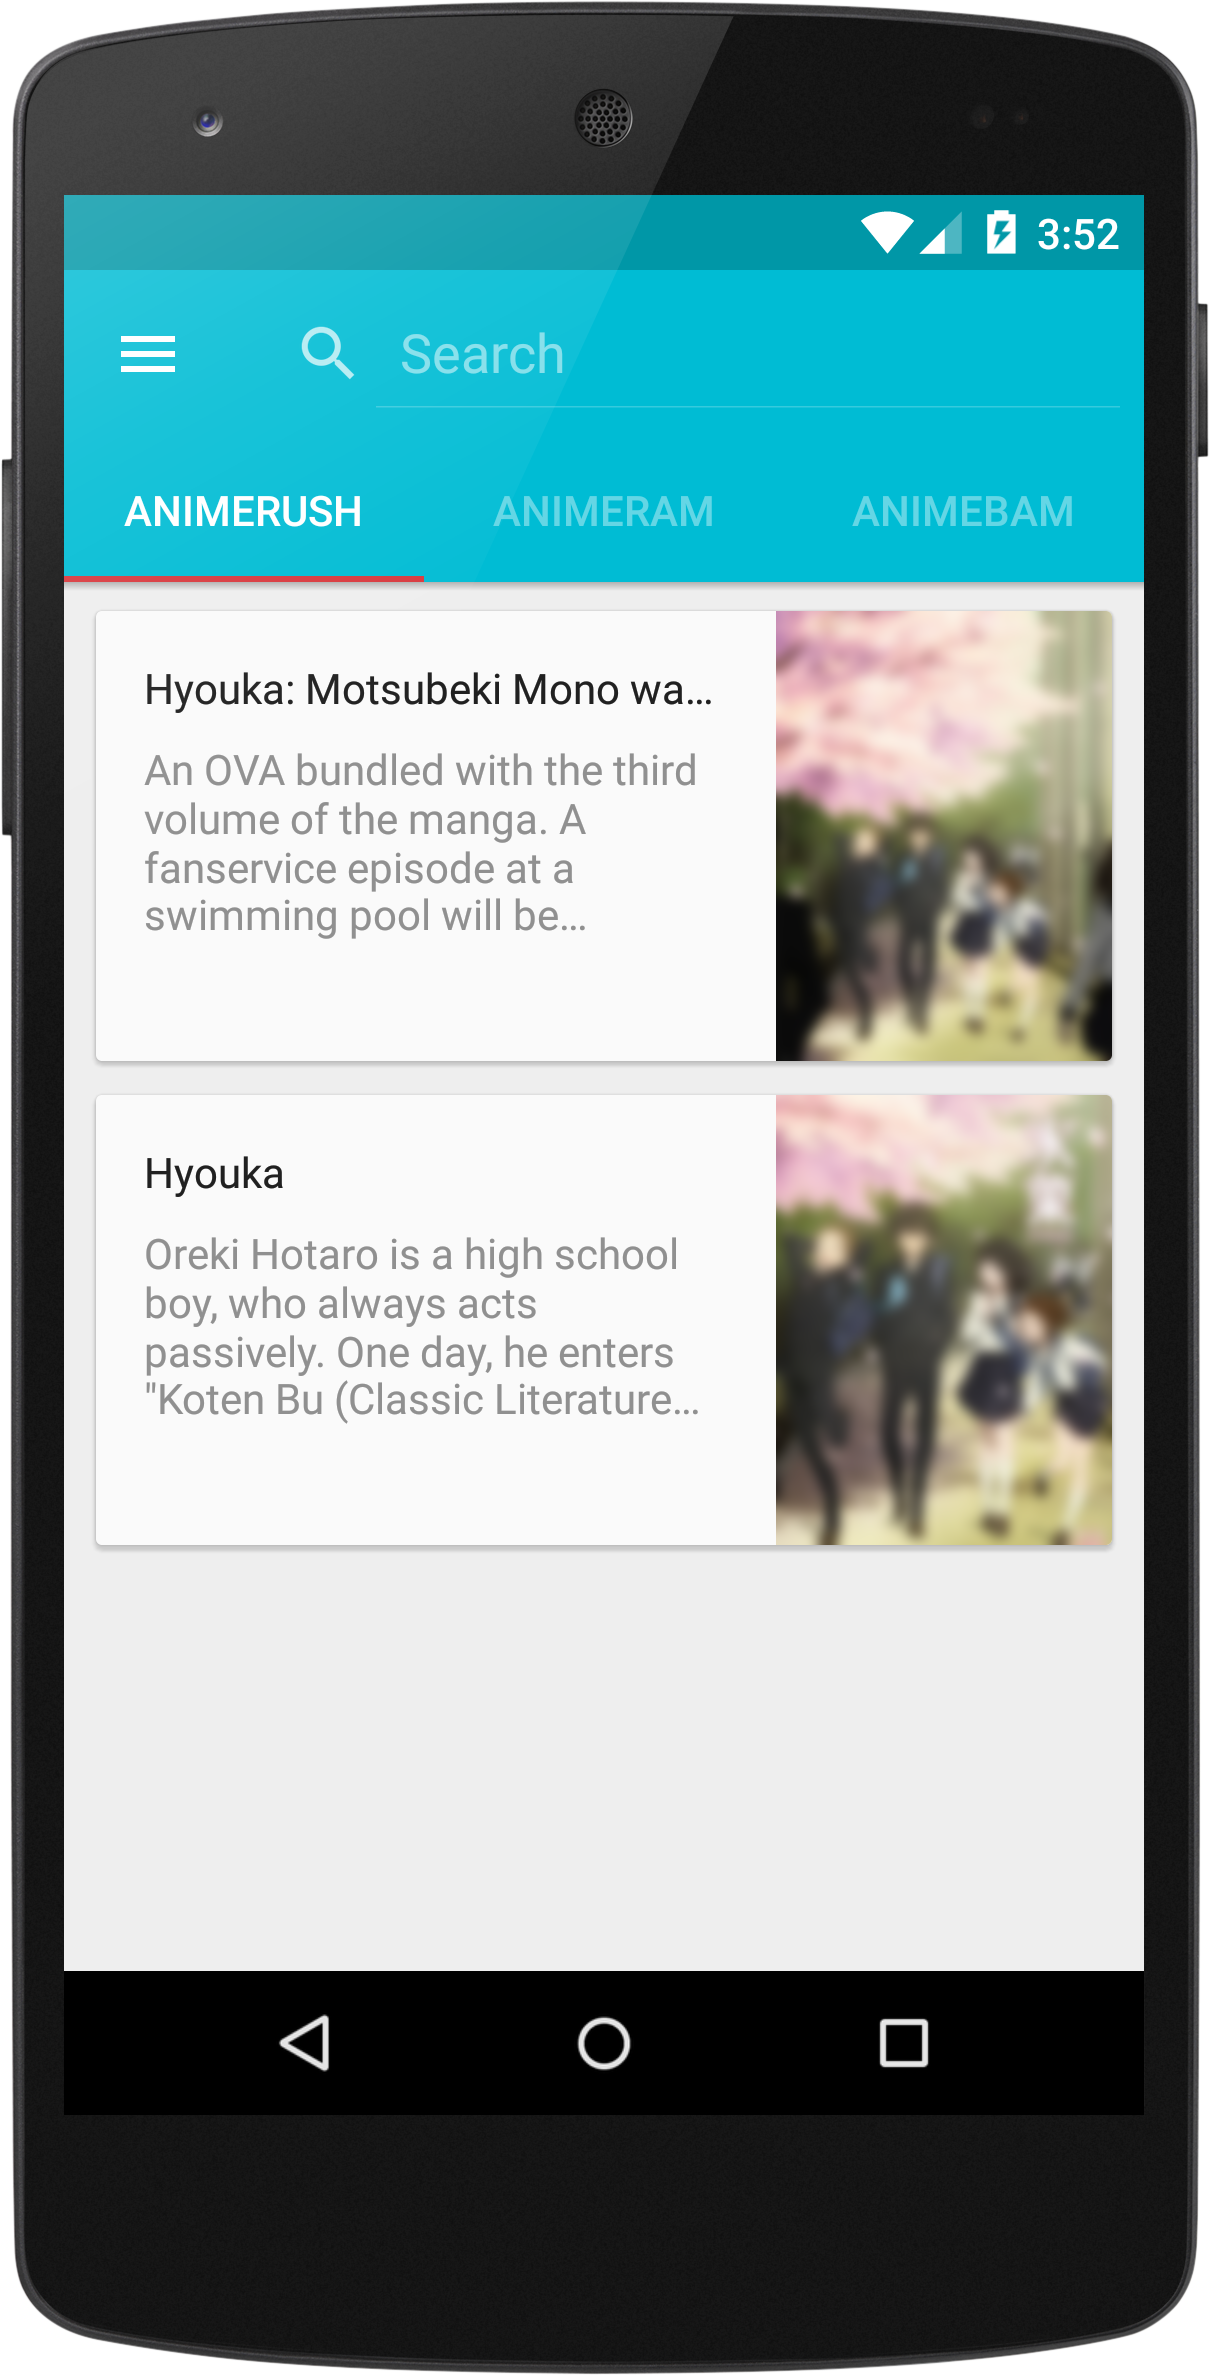 3:52
Search
ANIMERUSH ANIMERAM ANIMEBAM
Hyouka: Motsubeki Mono wa...
An OVA bundled with the third
volume of the manga. A
fanservice episode at a
swimming pool will be...
Hyouka
Oreki Hotaro is a high school
boy, who always acts
passively. One day, he enters
"Koten Bu (Classic Literature...